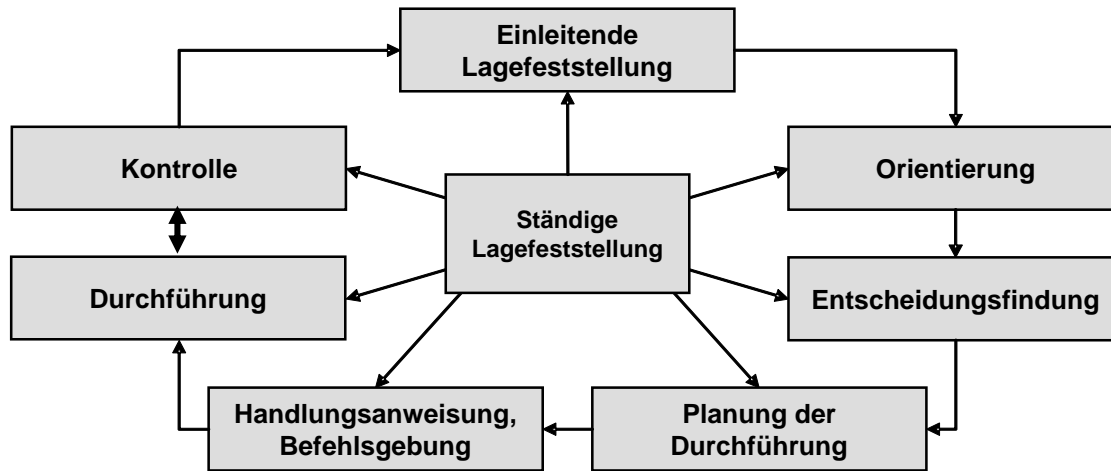 Einleitende
Lagefeststellung
Kontrolle
Orientierung
Ständige
Lagefeststellung
Durchführung
Entscheidungsfindung
Handlungsanweisung,
Befehlsgebung
Planung der
Durchführung